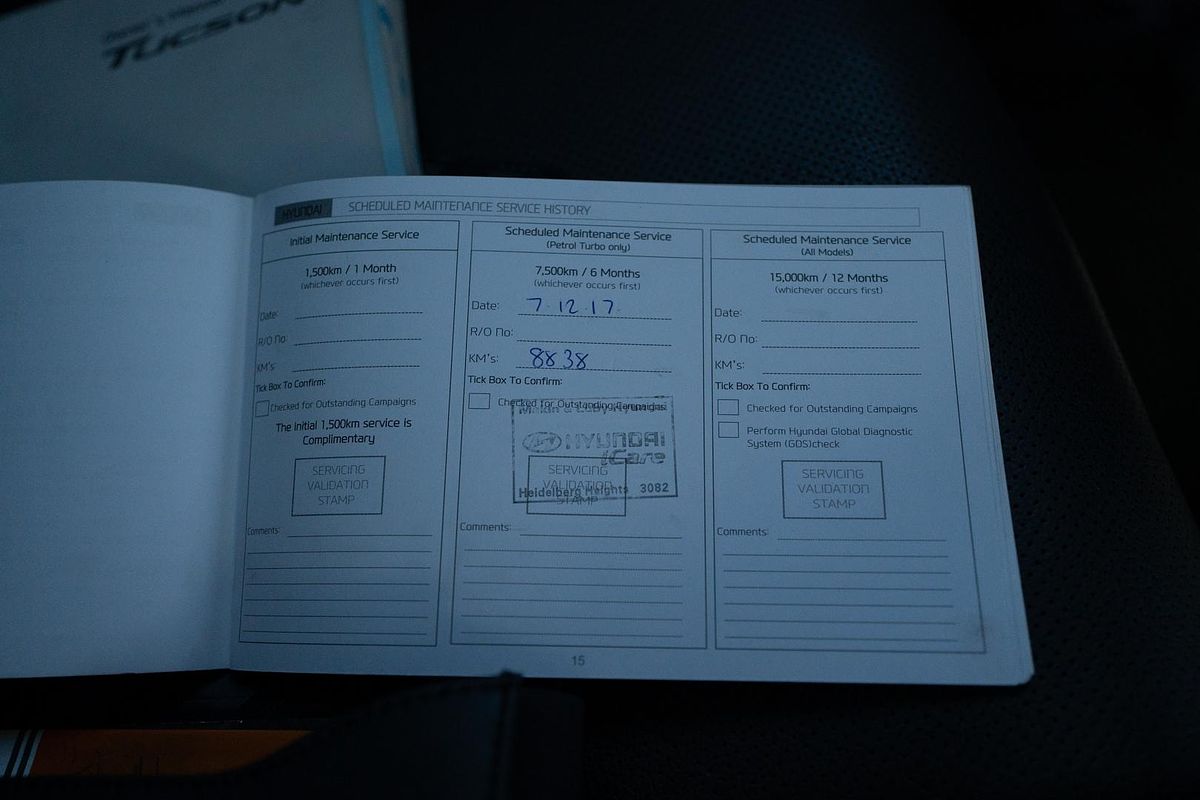 Owner's Manual
TUCSON
HYUNDAI
SCHEDULED MAINTENANCE SERVICE HISTORY
Initial Maintenance Service
1,500km / 1 Month
(whichever occurs first)
Date:
R/O No:
KM's:
Tick Box To Confirm:
Checked for Outstanding Campaigns
The Initial 1,500km service is
Complimentary
SERVICING
VALIDATION
STAMP
Comments:
Scheduled Maintenance Service
(Petrol Turbo only)
7,500km / 6 Months
(whichever occurs first)
Date: 7.12.17.
R/O No:
KM's: 8838
Tick Box To Confirm:
Checked for Outstanding Campaigns
Hyundai
HYUNDAI
iCare
Heidelberg Heights 3082
SERVICING
VALIDATION
STAMP
Comments:
Scheduled Maintenance Service
(All Models)
15,000km / 12 Months
(whichever occurs first)
Date:
R/O No:
KM's:
Tick Box To Confirm:
Checked for Outstanding Campaigns
Perform Hyundai Global Diagnostic
System (GDS)check
SERVICING
VALIDATION
STAMP
Comments:
15